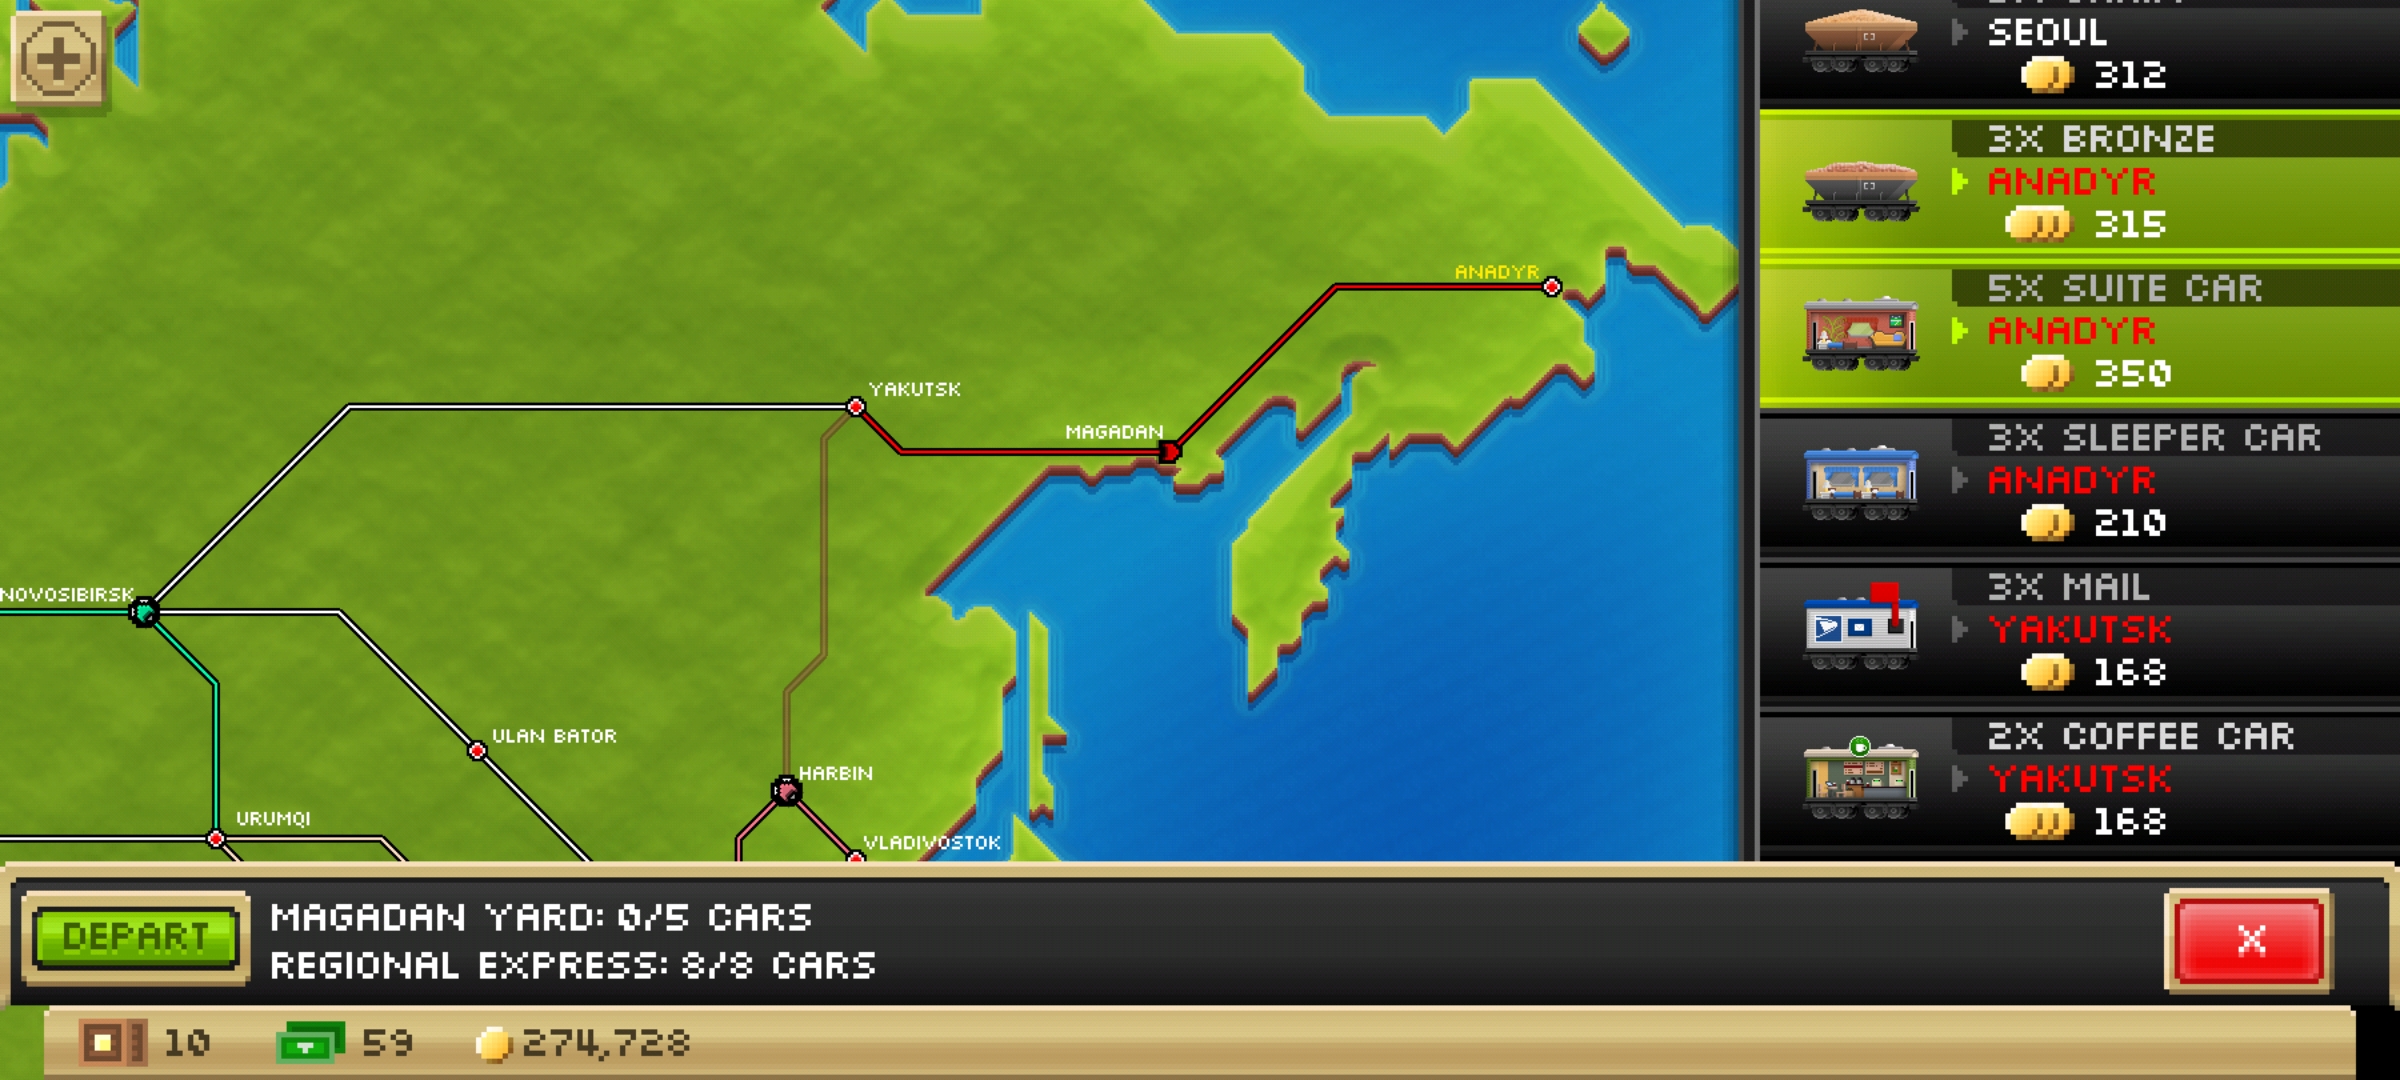 SEOUL
312
3X BRONZE
ANADYR
315
5X SUITE CAR
ANADYR
350
3X SLEEPER CAR
ANADYR
210
3X MAIL
YAKUTSK
168
2X COFFEE CAR
YAKUTSK
168
ANADYR
YAKUTSK
MAGADAN
NOVOSIBIRSK
ULAN BATOR
HARBIN
URUMQI
VLADIVOSTOK
DEPART
MAGADAN YARD: 0/5 CARS
REGIONAL EXPRESS: 8/8 CARS
X
10
59
274,728